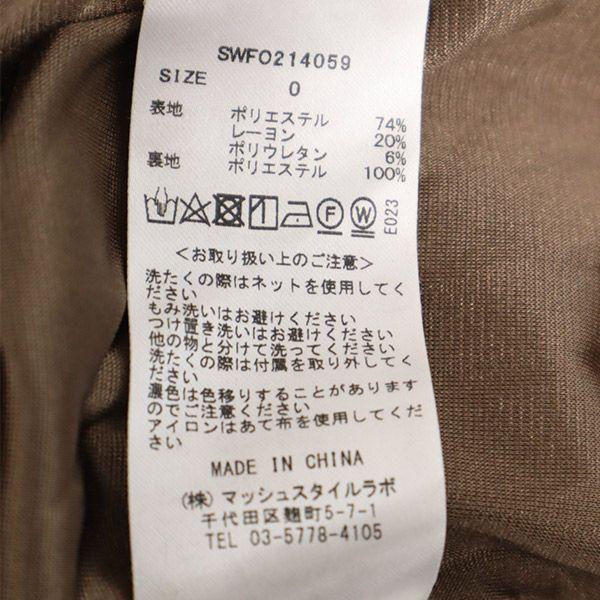 SWFO214059
SIZE 0
表地 ポリエステル 74%
レーヨン 20%
ポリウレタン 6%
裏地 ポリエステル 100%
F W E023
<お取り扱い上のご注意>
洗たくの際はネットを使用してく
ださい
もみ洗いはお避けください
つけ置き洗いはお避けください
他の物と分けて洗ってください
洗たくの際は付属を取り外してく
ださい
濃色は色移りすることがあります
のでご注意ください
アイロンはあて布を使用してくだ
さい
MADE IN CHINA
(株)マッシュスタイルラボ
千代田区麹町5-7-1
TEL 03-5778-4105